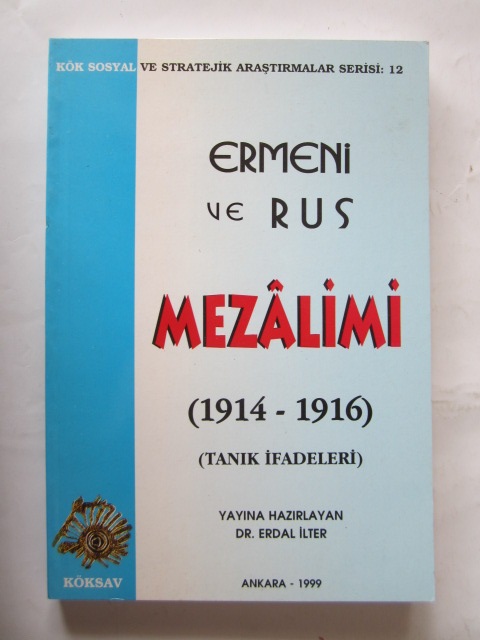 KÖK SOSYAL VE STRATEJİK ARAŞTIRMALAR SERİSİ: 12
ERMENİ
VE RUS
MEZÂLİMİ
(1914 - 1916)
(TANIK İFADELERİ)
YAYINA HAZIRLAYAN
DR. ERDAL İLTER
KÖKSAV
ANKARA - 1999